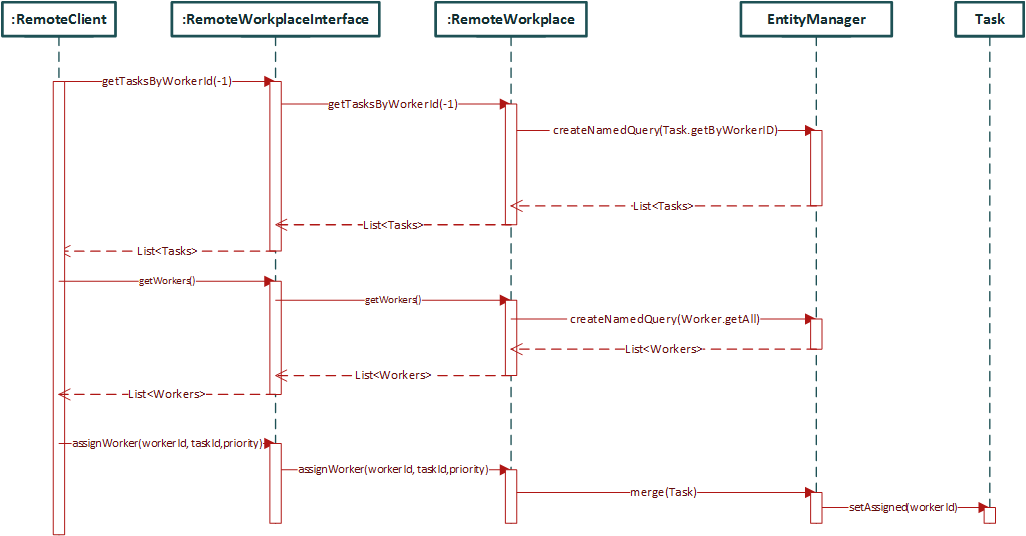 :RemoteClient
:RemoteWorkplaceInterface
:RemoteWorkplace
EntityManager
Task
getTasksByWorkerId(-1)
getTasksByWorkerId(-1)
createNamedQuery(Task.getByWorkerID)
List<Tasks>
List<Tasks>
List<Tasks>
getWorkers()
getWorkers()
createNamedQuery(Worker.getAll)
List<Workers>
List<Workers>
List<Workers>
assignWorker(workerId, taskId,priority)
assignWorker(workerId, taskId,priority)
merge(Task)
setAssigned(workerId)